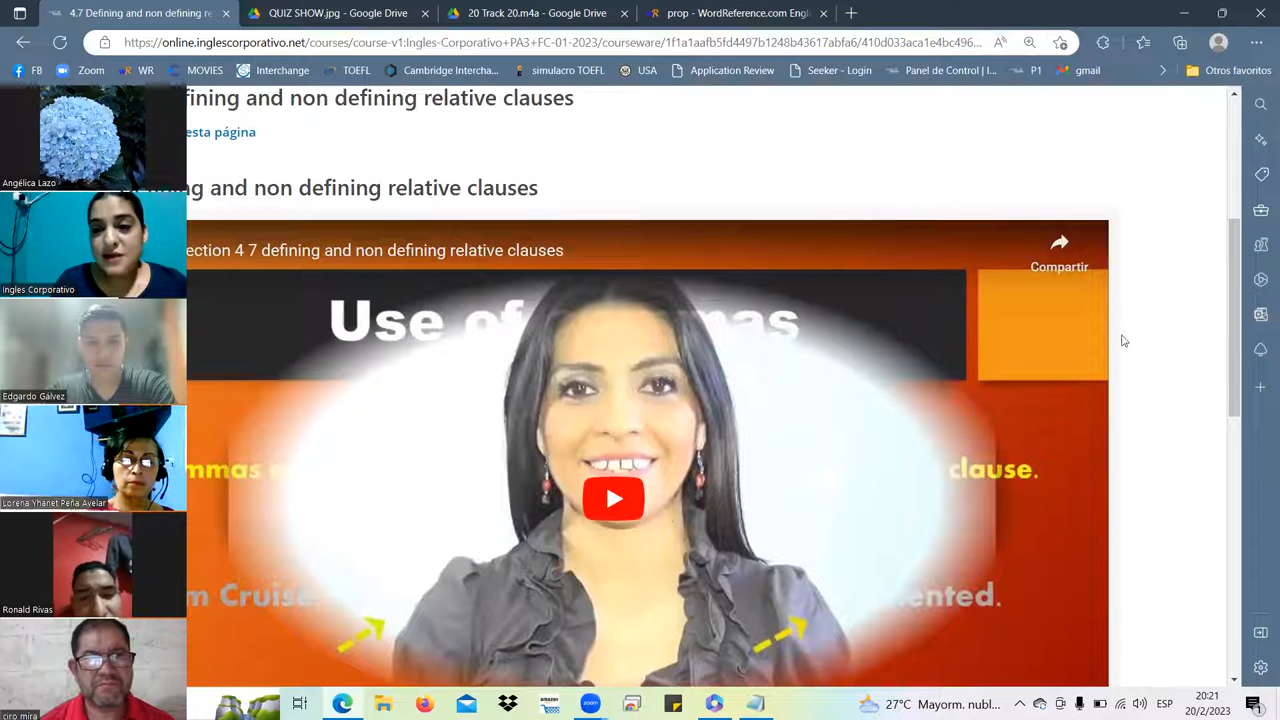 4.7 Defining and non defining re
QUIZ SHOW.jpg - Google Drive
20 Track 20.m4a - Google Drive
prop - WordReference.com Engl
https://online.inglescorporativo.net/courses/course-v1:Ingles-Corporativo+PA3+FC-01-2023/courseware/1f1a1aafb5fd4497b1248b43617abfa6/410d033aca1e4bc496...
FB
Zoom
WR
MOVIES
Interchange
TOEFL
Cambridge Intercha...
simulacro TOEFL
USA
Application Review
Seeker - Login
Panel de Control | I...
P1
gmail
Otros favoritos
fining and non defining relative clauses
esta página
ng and non defining relative clauses
ection 4 7 defining and non defining relative clauses
Compartir
Use of mas
mmas
clause.
m Cruise
ented.
Angélica Lazo
Ingles Corporativo
Edgardo Gálvez
Lorena Yhanet Peña Avelar
Ronald Rivas
ciro mira
27°C Mayorm. nubl...
ESP
20:21
20/2/2023